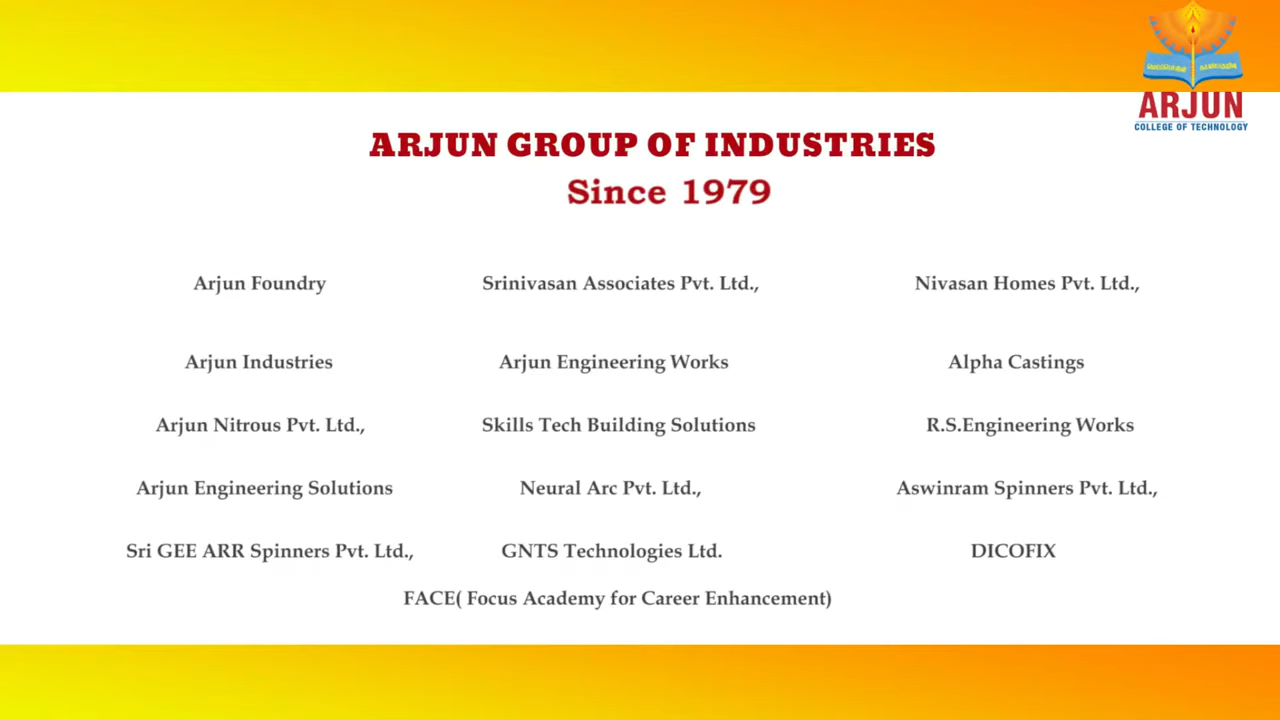 ARJUN
COLLEGE OF TECHNOLOGY
ARJUN GROUP OF INDUSTRIES
Since 1979
Arjun Foundry
Srinivasan Associates Pvt. Ltd.,
Nivasan Homes Pvt. Ltd.,
Arjun Industries
Arjun Engineering Works
Alpha Castings
Arjun Nitrous Pvt. Ltd.,
Skills Tech Building Solutions
R.S.Engineering Works
Arjun Engineering Solutions
Neural Arc Pvt. Ltd.,
Aswinram Spinners Pvt. Ltd.,
Sri GEE ARR Spinners Pvt. Ltd.,
GNTS Technologies Ltd.
DICOFIX
FACE( Focus Academy for Career Enhancement)